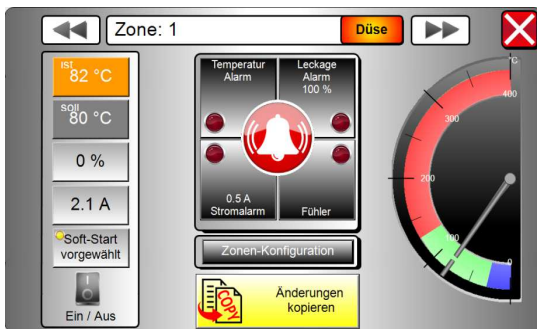 Zone: 1
Düse
ist
82 °C
soll
80 °C
0 %
2.1 A
Soft-Start
vorgewählt
I
Ein / Aus
Temperatur
Alarm
Leckage
Alarm
100 %
0.5 A
Stromalarm
Fühler
Zonen-Konfiguration
COPY
Änderungen
kopieren
°C
400
300
200
100
0